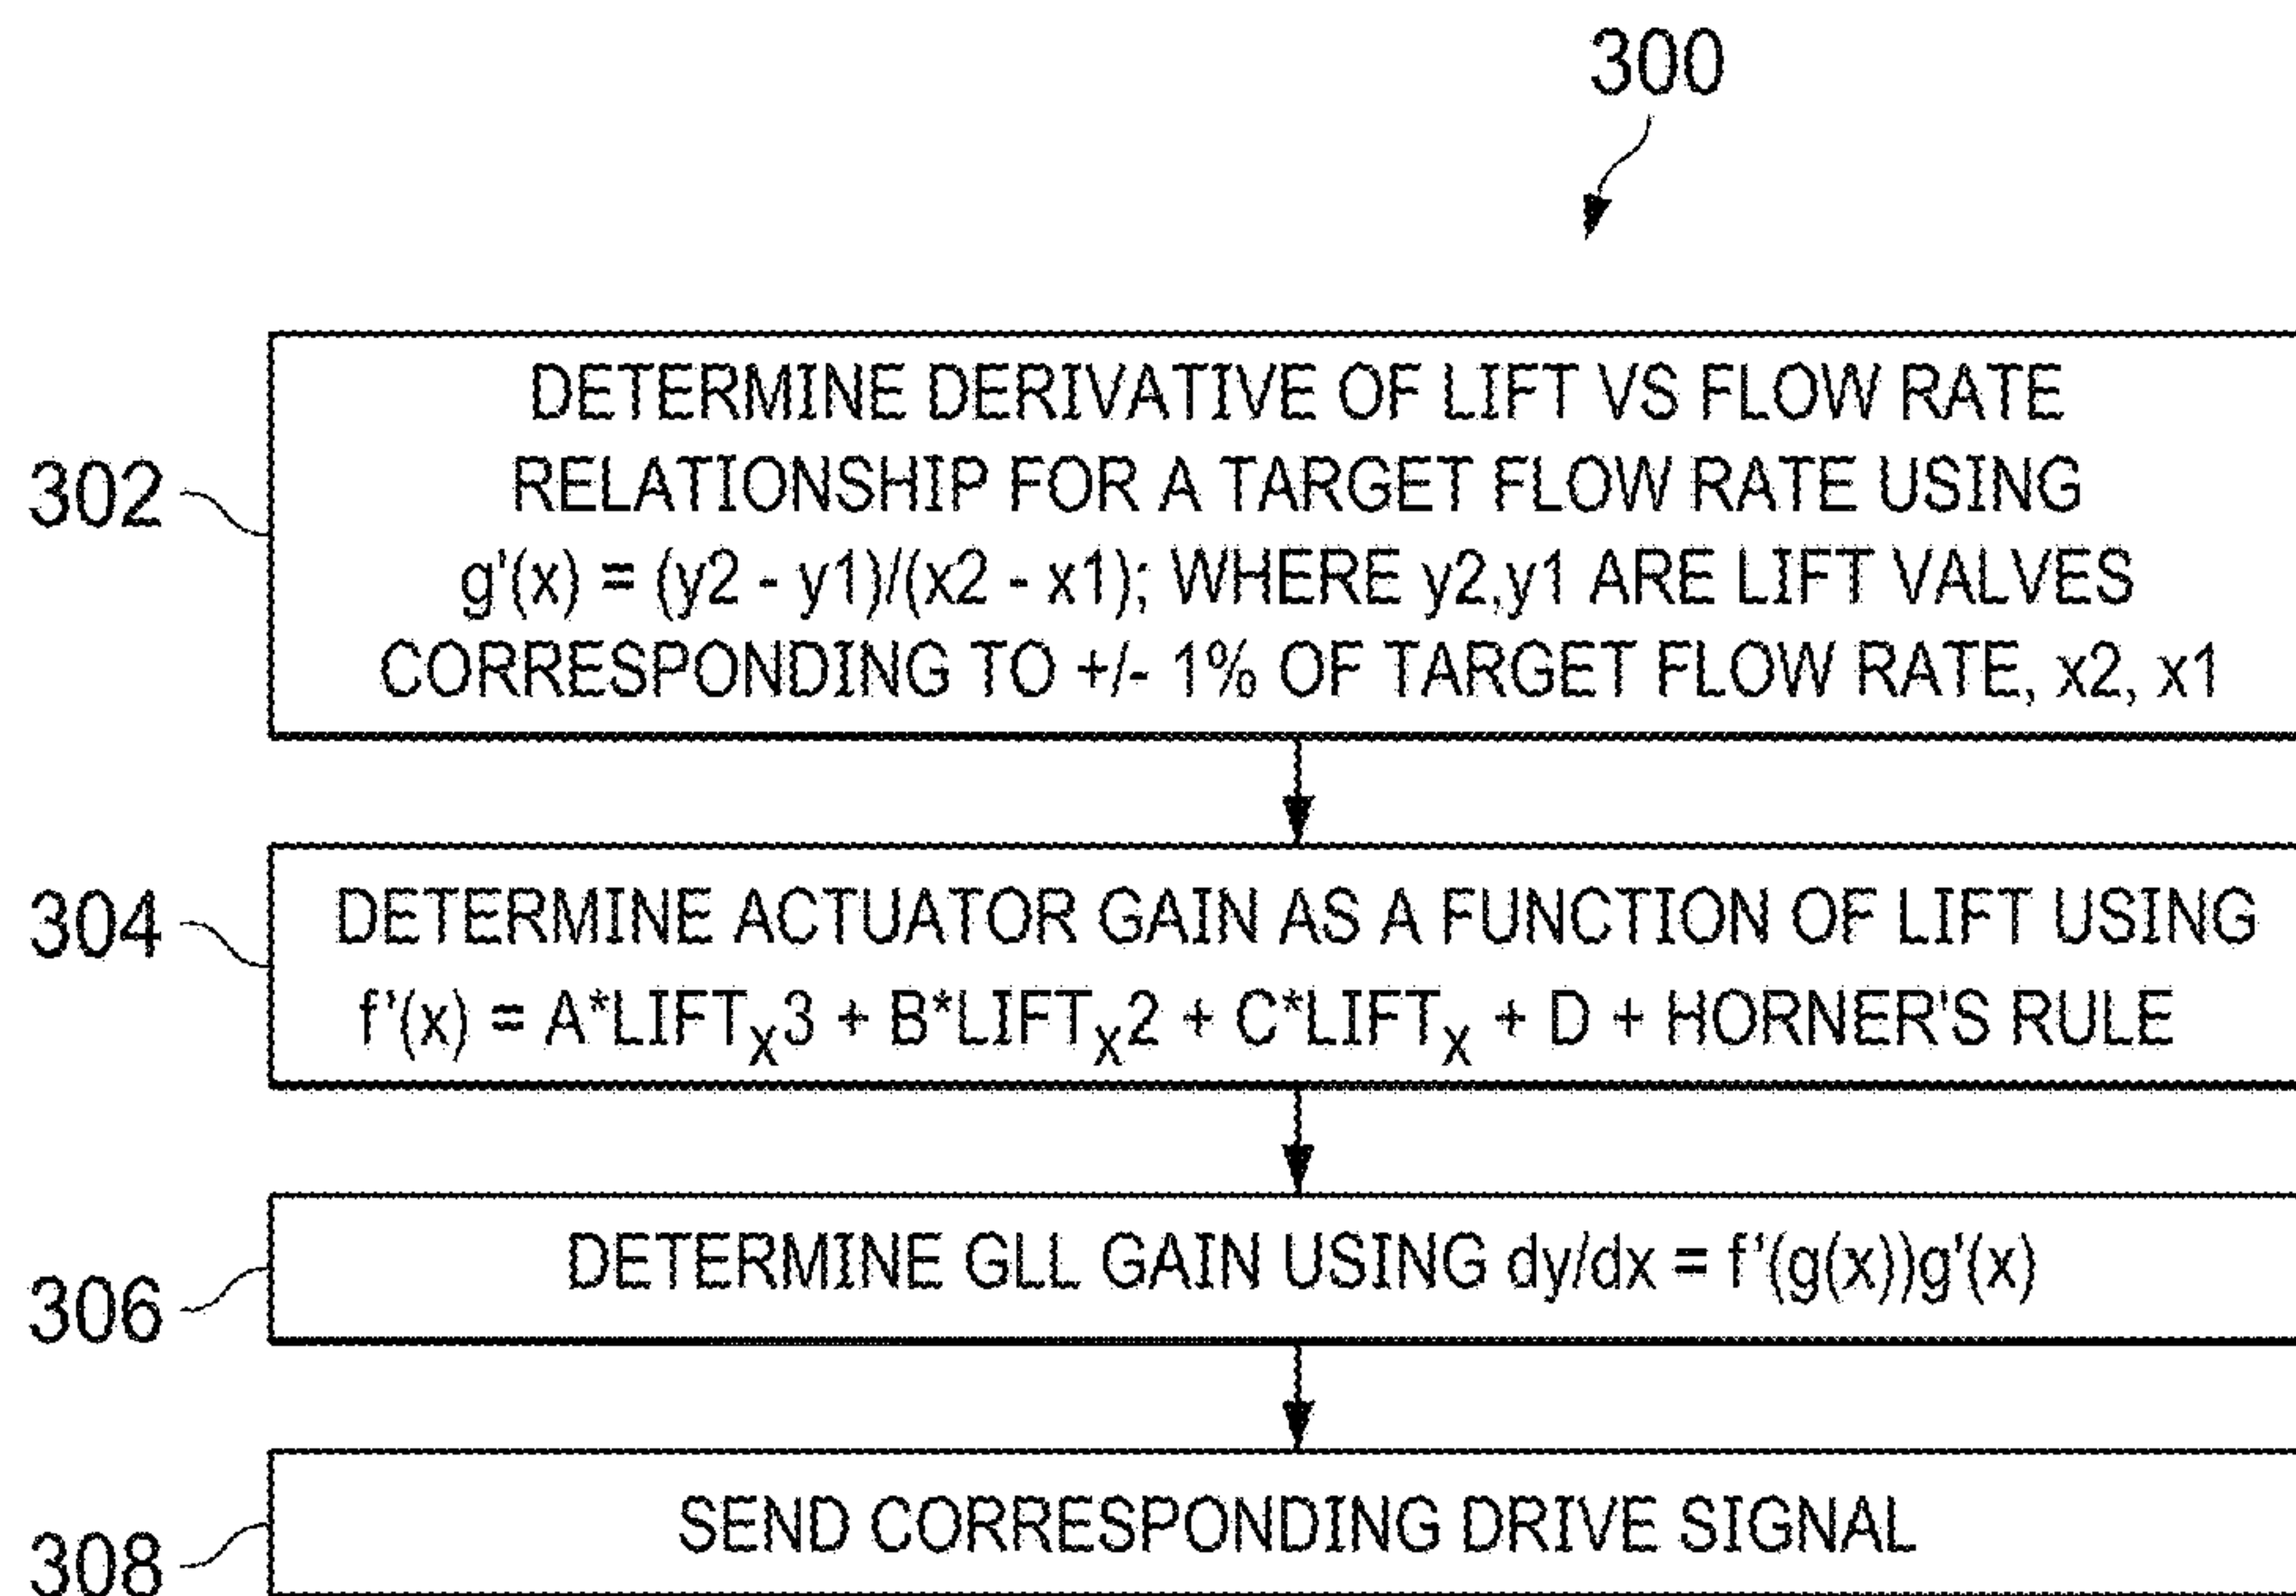 300
302
DETERMINE DERIVATIVE OF LIFT VS FLOW RATE
RELATIONSHIP FOR A TARGET FLOW RATE USING
g'(x) = (y2 - y1)/(x2 - x1); WHERE y2,y1 ARE LIFT VALVES
CORRESPONDING TO +/- 1% OF TARGET FLOW RATE, x2, x1
304
DETERMINE ACTUATOR GAIN AS A FUNCTION OF LIFT USING
f'(x) = A*LIFTx3 + B*LIFTx2 + C*LIFTx + D + HORNER'S RULE
306
DETERMINE GLL GAIN USING dy/dx = f'(g(x))g'(x)
308
SEND CORRESPONDING DRIVE SIGNAL